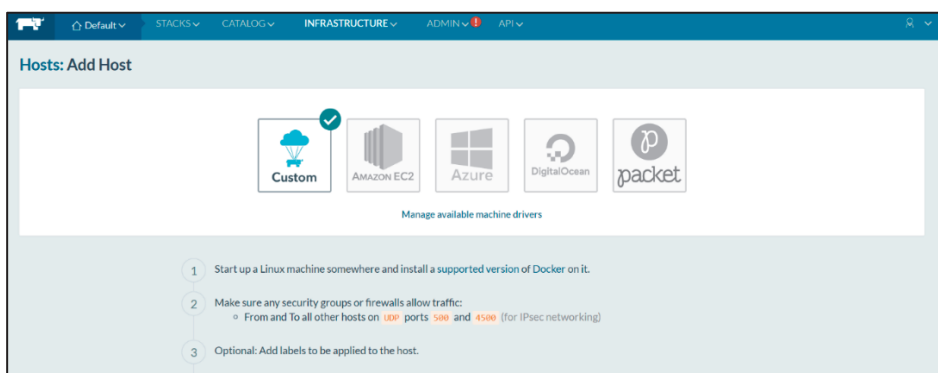 Default STACKS CATALOG INFRASTRUCTURE ADMIN ! API
Hosts: Add Host
Custom AMAZON EC2 Azure DigitalOcean packet
Manage available machine drivers
1 Start up a Linux machine somewhere and install a supported version of Docker on it.
2 Make sure any security groups or firewalls allow traffic:
From and To all other hosts on UDP ports 500 and 4500 (for IPsec networking)
3 Optional: Add labels to be applied to the host.